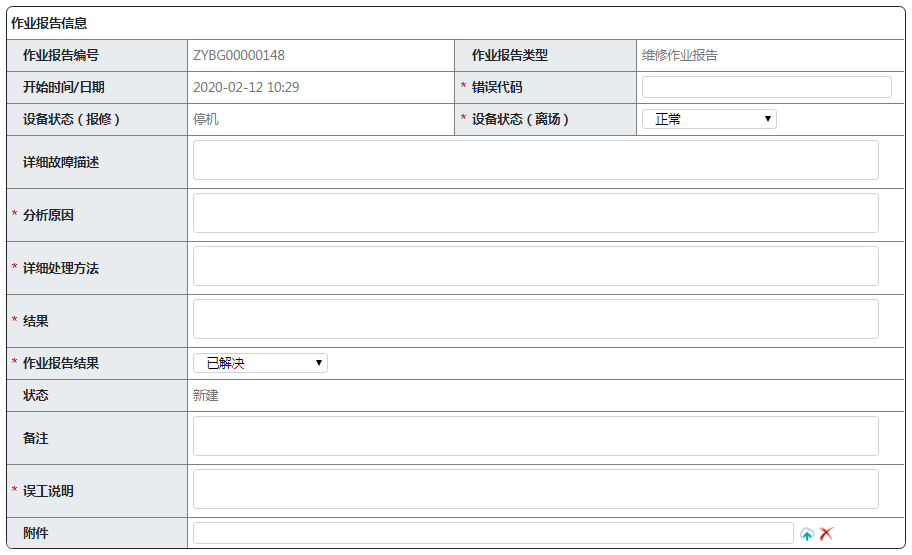 作业报告信息
作业报告编号 ZYBG00000148 作业报告类型 维修作业报告
开始时间/日期 2020-02-12 10:29 * 错误代码
设备状态（报修） 停机 * 设备状态（离场） 正常
详细故障描述
* 分析原因
* 详细处理方法
* 结果
* 作业报告结果 已解决
状态 新建
备注
* 误工说明
附件